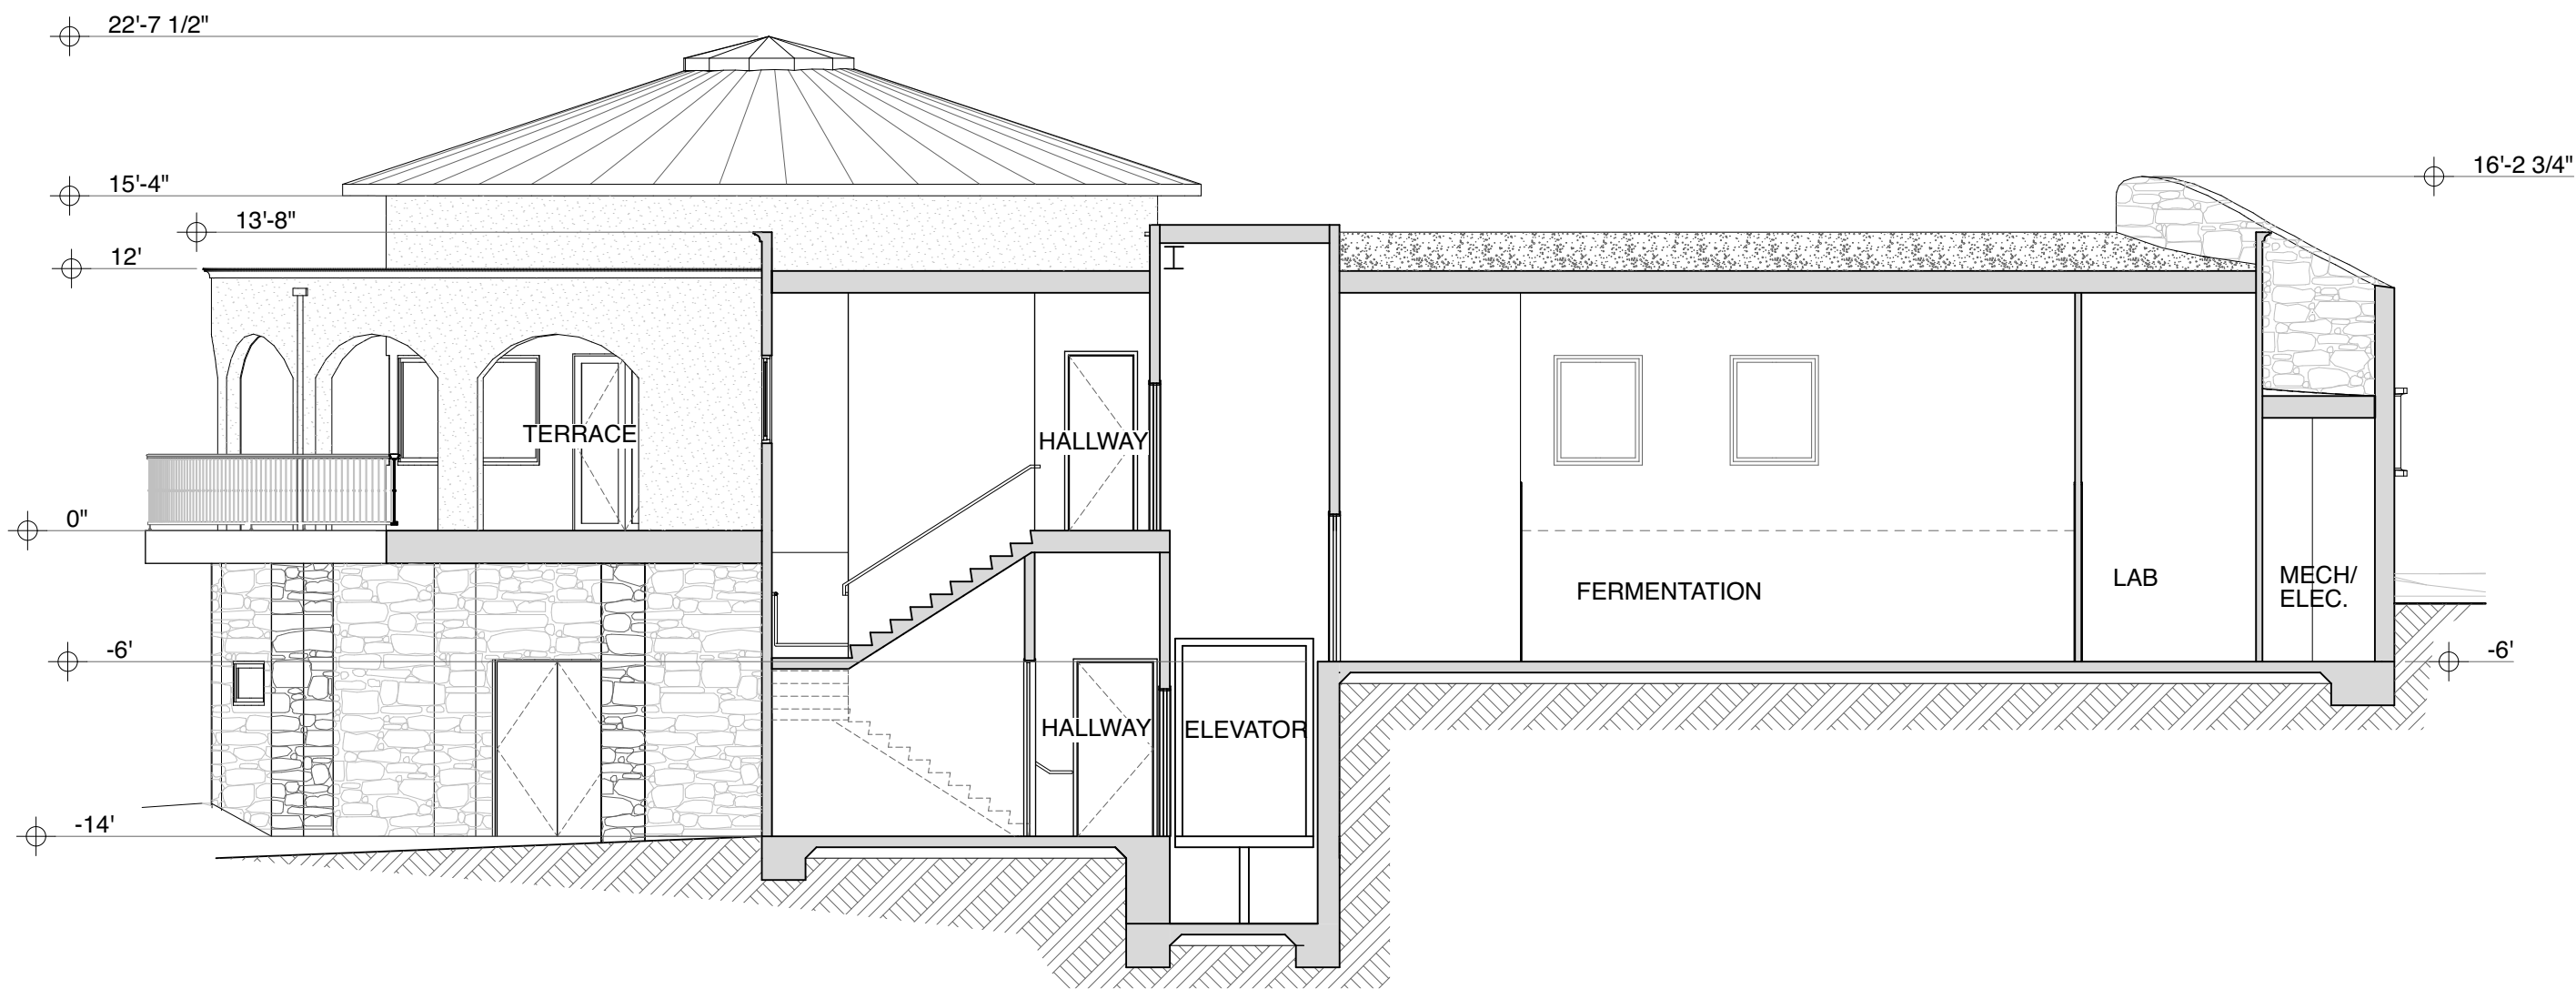 22'-7 1/2"
16'-2 3/4"
15'-4"
13'-8"
12'
TERRACE
HALLWAY
0"
FERMENTATION
LAB
MECH/
ELEC.
-6'
-6'
HALLWAY
ELEVATOR
-14'